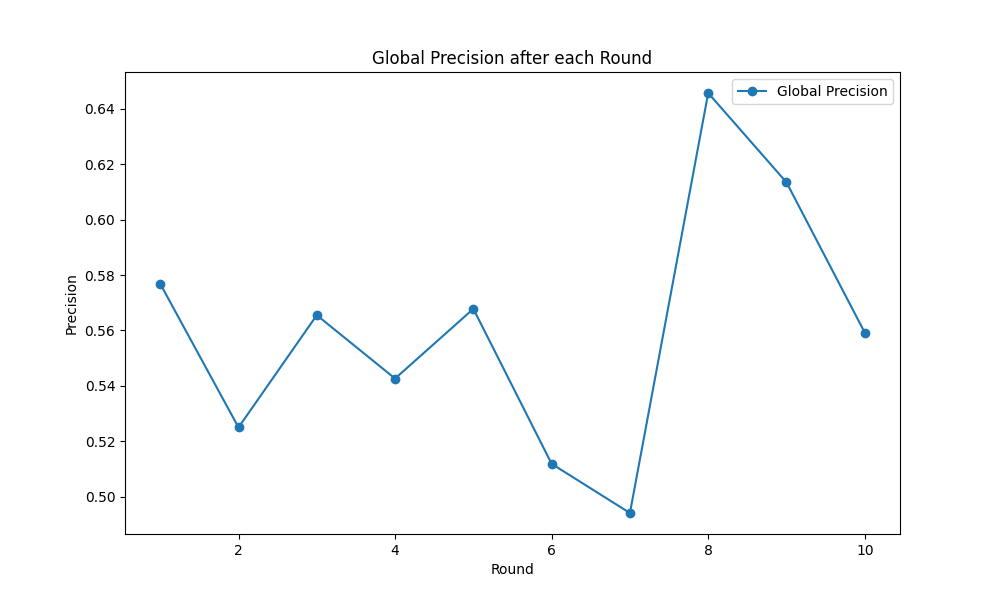 Global Precision after each Round
Global Precision
0.64
0.62
0.60
0.58
0.56
0.54
0.52
0.50
Precision
2 4 6 8 10
Round